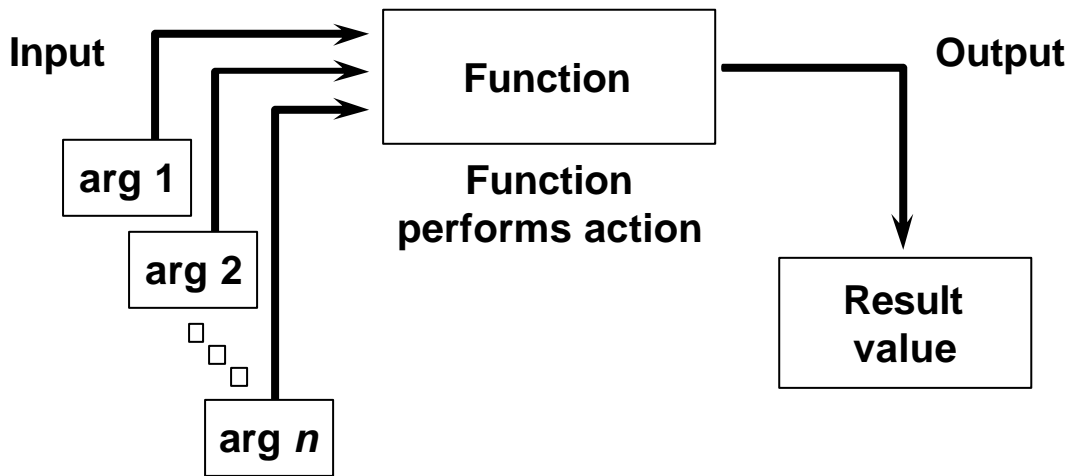 Input
Function
Output
arg 1
Function
performs action
arg 2
Result
value
arg n